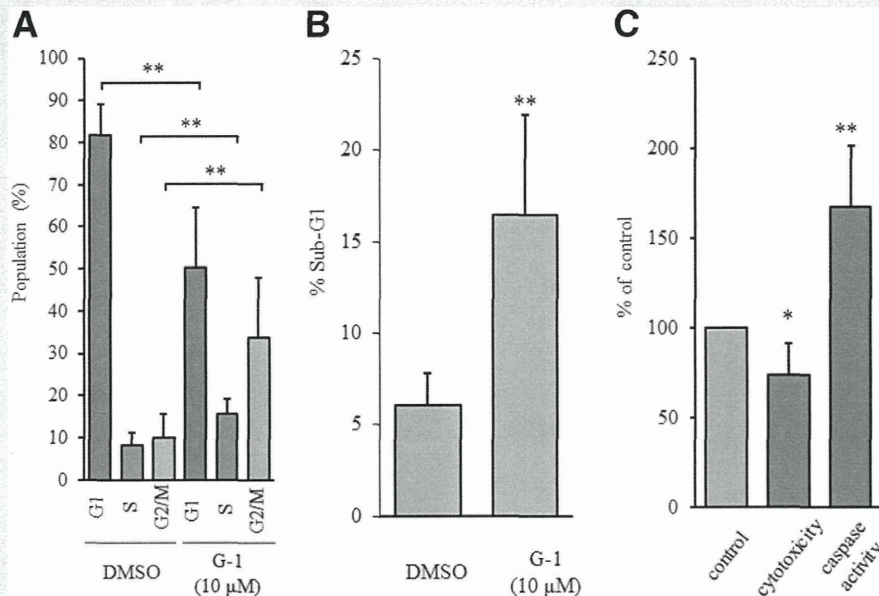 A
Population (%)
100
90
80
70
60
50
40
30
20
10
0
**
**
**
G1
S
G2/M
G1
S
G2/M
DMSO
G-1
(10 μM)
B
% Sub-G1
25
20
15
10
5
0
**
DMSO
G-1
(10 μM)
C
% of control
250
200
150
100
50
0
*
**
control
cytotoxicity
caspase
activity